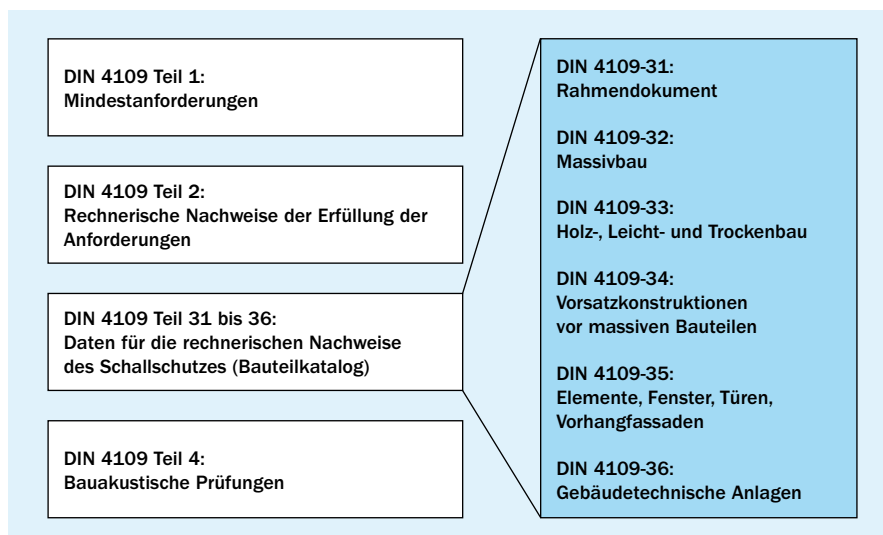 DIN 4109 Teil 1:
Mindestanforderungen
DIN 4109 Teil 2:
Rechnerische Nachweise der Erfüllung der
Anforderungen
DIN 4109 Teil 31 bis 36:
Daten für die rechnerischen Nachweise
des Schallschutzes (Bauteilkatalog)
DIN 4109 Teil 4:
Bauakustische Prüfungen
DIN 4109-31:
Rahmendokument
DIN 4109-32:
Massivbau
DIN 4109-33:
Holz-, Leicht- und Trockenbau
DIN 4109-34:
Vorsatzkonstruktionen
vor massiven Bauteilen
DIN 4109-35:
Elemente, Fenster, Türen,
Vorhangfassaden
DIN 4109-36:
Gebäudetechnische Anlagen